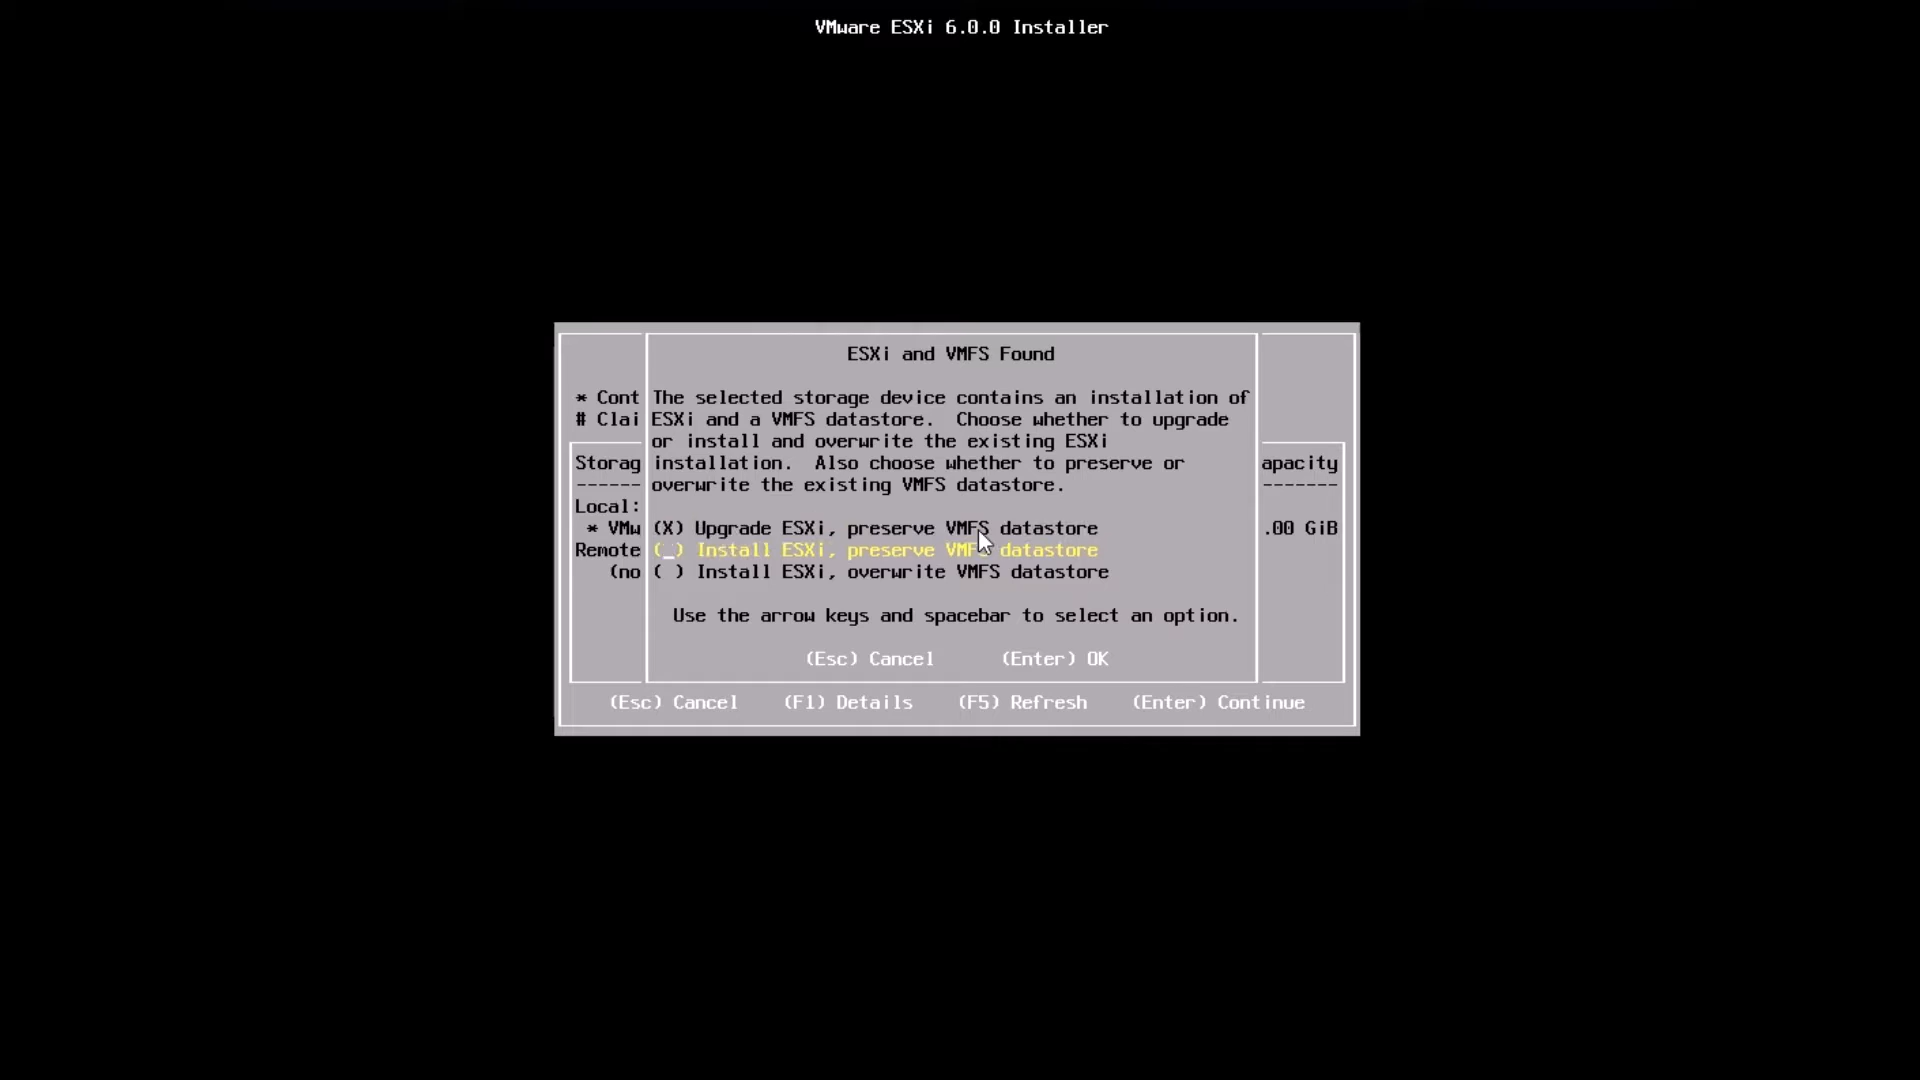 VMware ESXi 6.0.0 Installer
ESXi and VMFS Found
* Cont
The selected storage device contains an installation of
# Clai
ESXi and a VMFS datastore.  Choose whether to upgrade
or install and overwrite the existing ESXi
Storag
installation.  Also choose whether to preserve or
apacity
------
overwrite the existing VMFS datastore.
-------
Local:
* VMw
(X) Upgrade ESXi, preserve VMFS datastore
.00 GiB
Remote
(_) Install ESXi, preserve VMFS datastore
(no
( ) Install ESXi, overwrite VMFS datastore
Use the arrow keys and spacebar to select an option.
(Esc) Cancel (Enter) OK
(Esc) Cancel (F1) Details (F5) Refresh (Enter) Continue